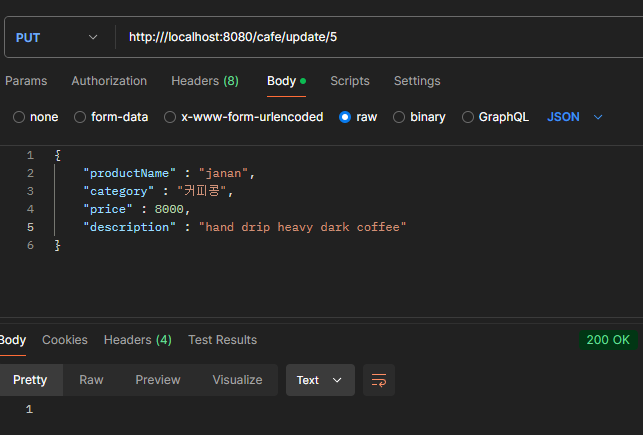 PUT http:///localhost:8080/cafe/update/5
Params Authorization Headers (8) Body Scripts Settings
none form-data x-www-form-urlencoded raw binary GraphQL JSON
1 {
2 "productName" : "janan",
3 "category" : "커피콩",
4 "price" : 8000,
5 "description" : "hand drip heavy dark coffee"
6 }
Body Cookies Headers (4) Test Results 200 OK
Pretty Raw Preview Visualize Text
1